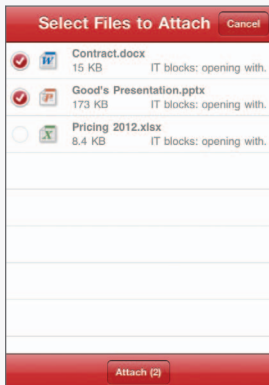 Select Files to Attach
Cancel
Contract.docx
15 KB IT blocks: opening with.
Good's Presentation.pptx
173 KB IT blocks: opening with.
Pricing 2012.xlsx
8.4 KB IT blocks: opening with.
Attach (2)